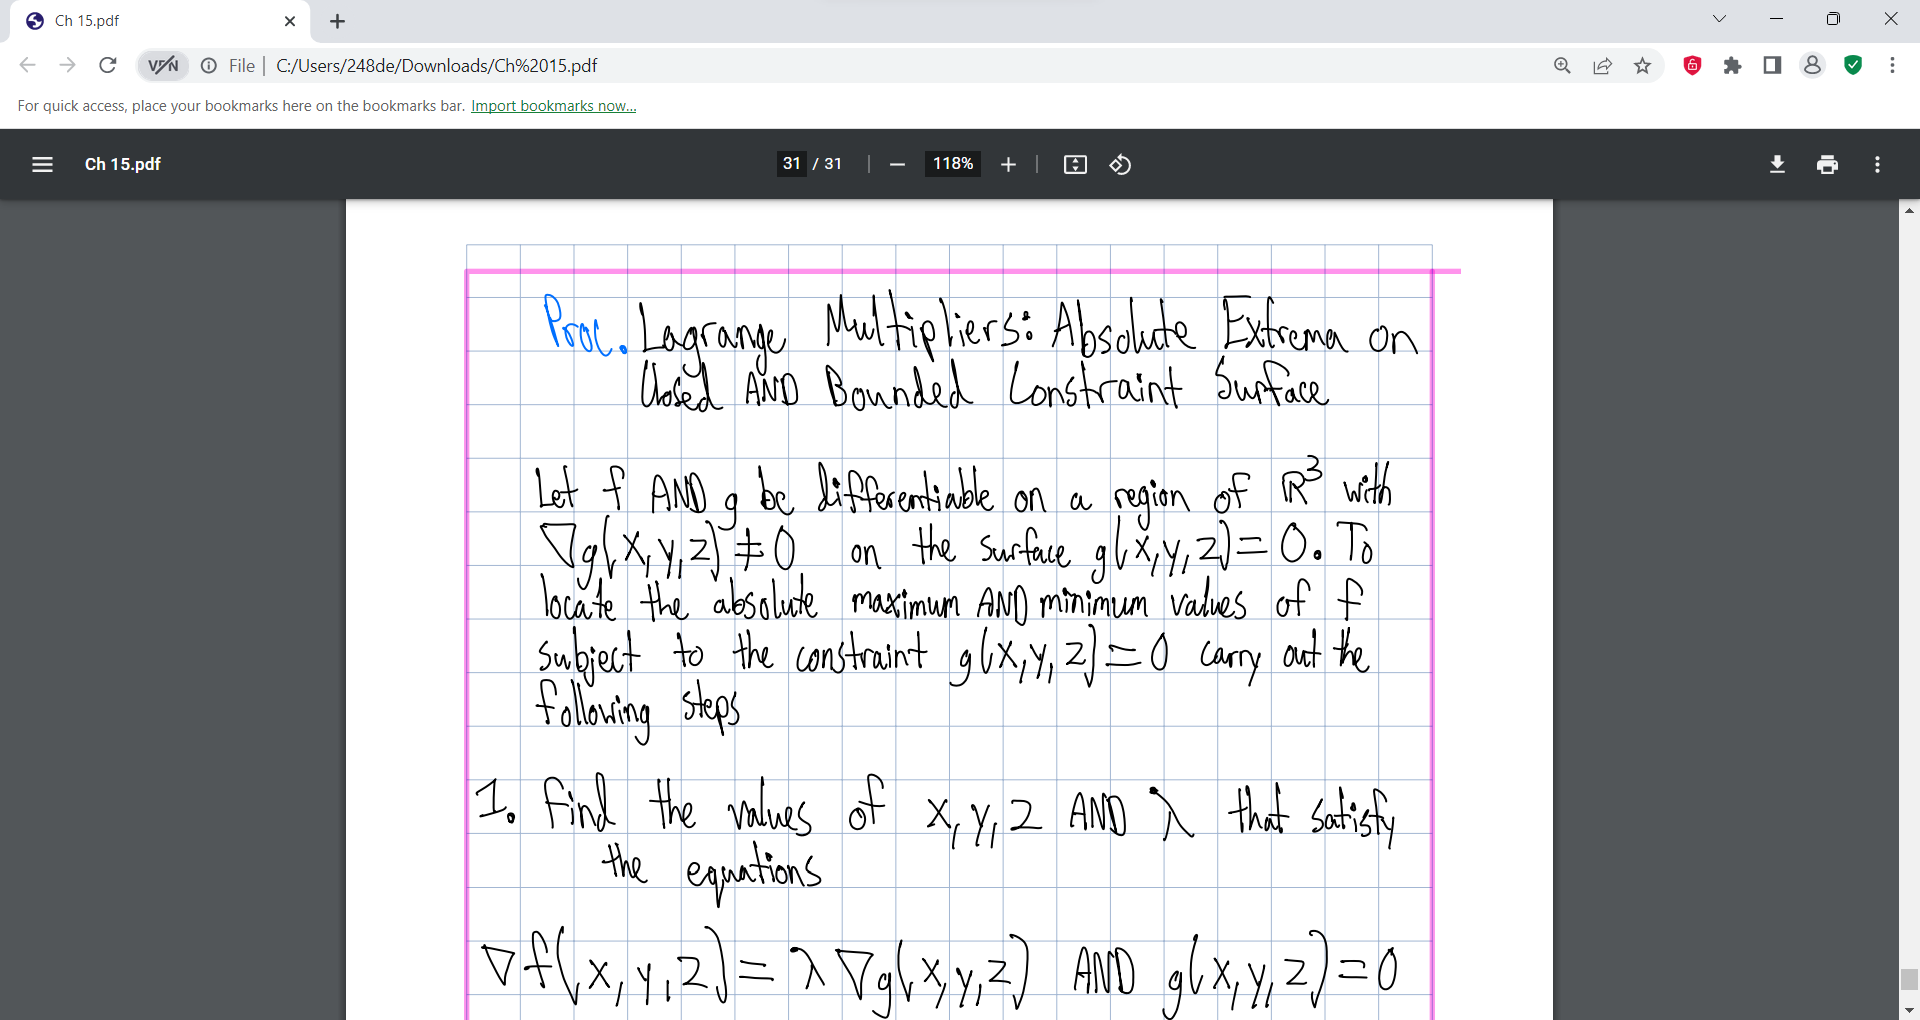 Ch 15.pdf
VPN File C:/Users/248de/Downloads/Ch%2015.pdf
For quick access, place your bookmarks here on the bookmarks bar. Import bookmarks now...
Ch 15.pdf 31 / 31 118%
Proc. Lagrange Multipliers: Absolute Extrema on
Closed AND Bounded Constraint Surface
Let f AND g be differentiable on a region of ℝ³ with
∇g(x,y,z) ≠ 0 on the surface g(x,y,z) = 0. To
locate the absolute maximum AND minimum values of f
subject to the constraint g(x,y,z) = 0 carry out the
following steps
1. Find the values of x, y, z AND λ that satisfy
the equations
∇f(x,y,z) = λ∇g(x,y,z) AND g(x,y,z) = 0